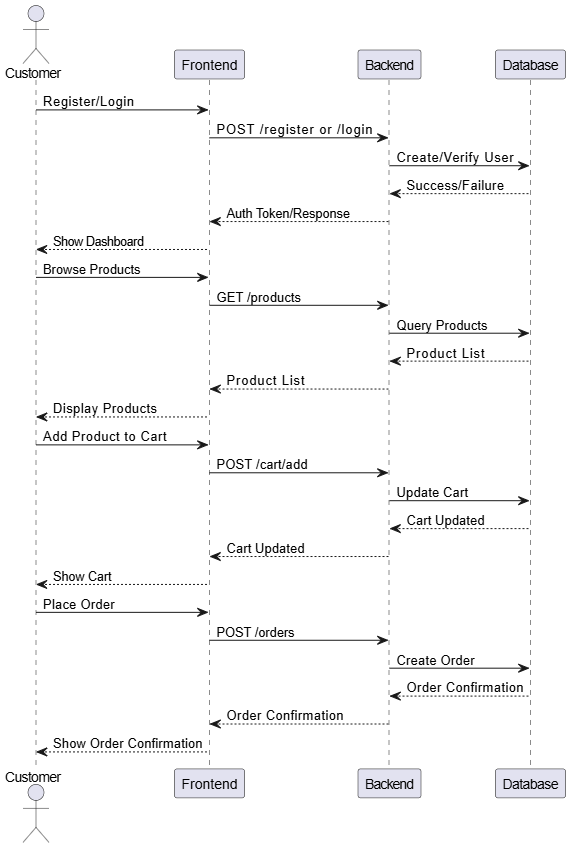 Customer
Frontend
Backend
Database
Register/Login
POST /register or /login
Create/Verify User
Success/Failure
Auth Token/Response
Show Dashboard
Browse Products
GET /products
Query Products
Product List
Product List
Display Products
Add Product to Cart
POST /cart/add
Update Cart
Cart Updated
Cart Updated
Show Cart
Place Order
POST /orders
Create Order
Order Confirmation
Order Confirmation
Show Order Confirmation
Customer
Frontend
Backend
Database